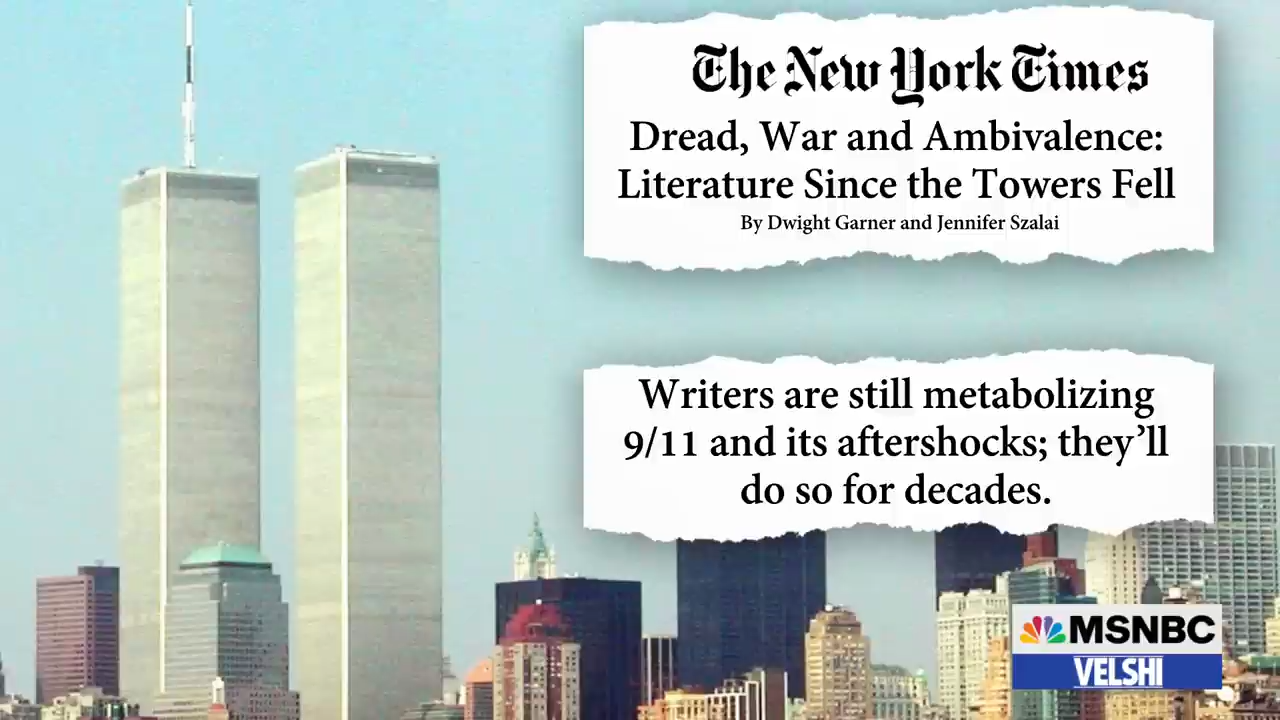 The New York Times
Dread, War and Ambivalence:
Literature Since the Towers Fell
By Dwight Garner and Jennifer Szalai
Writers are still metabolizing
9/11 and its aftershocks; they’ll
do so for decades.
MSNBC
VELSHI